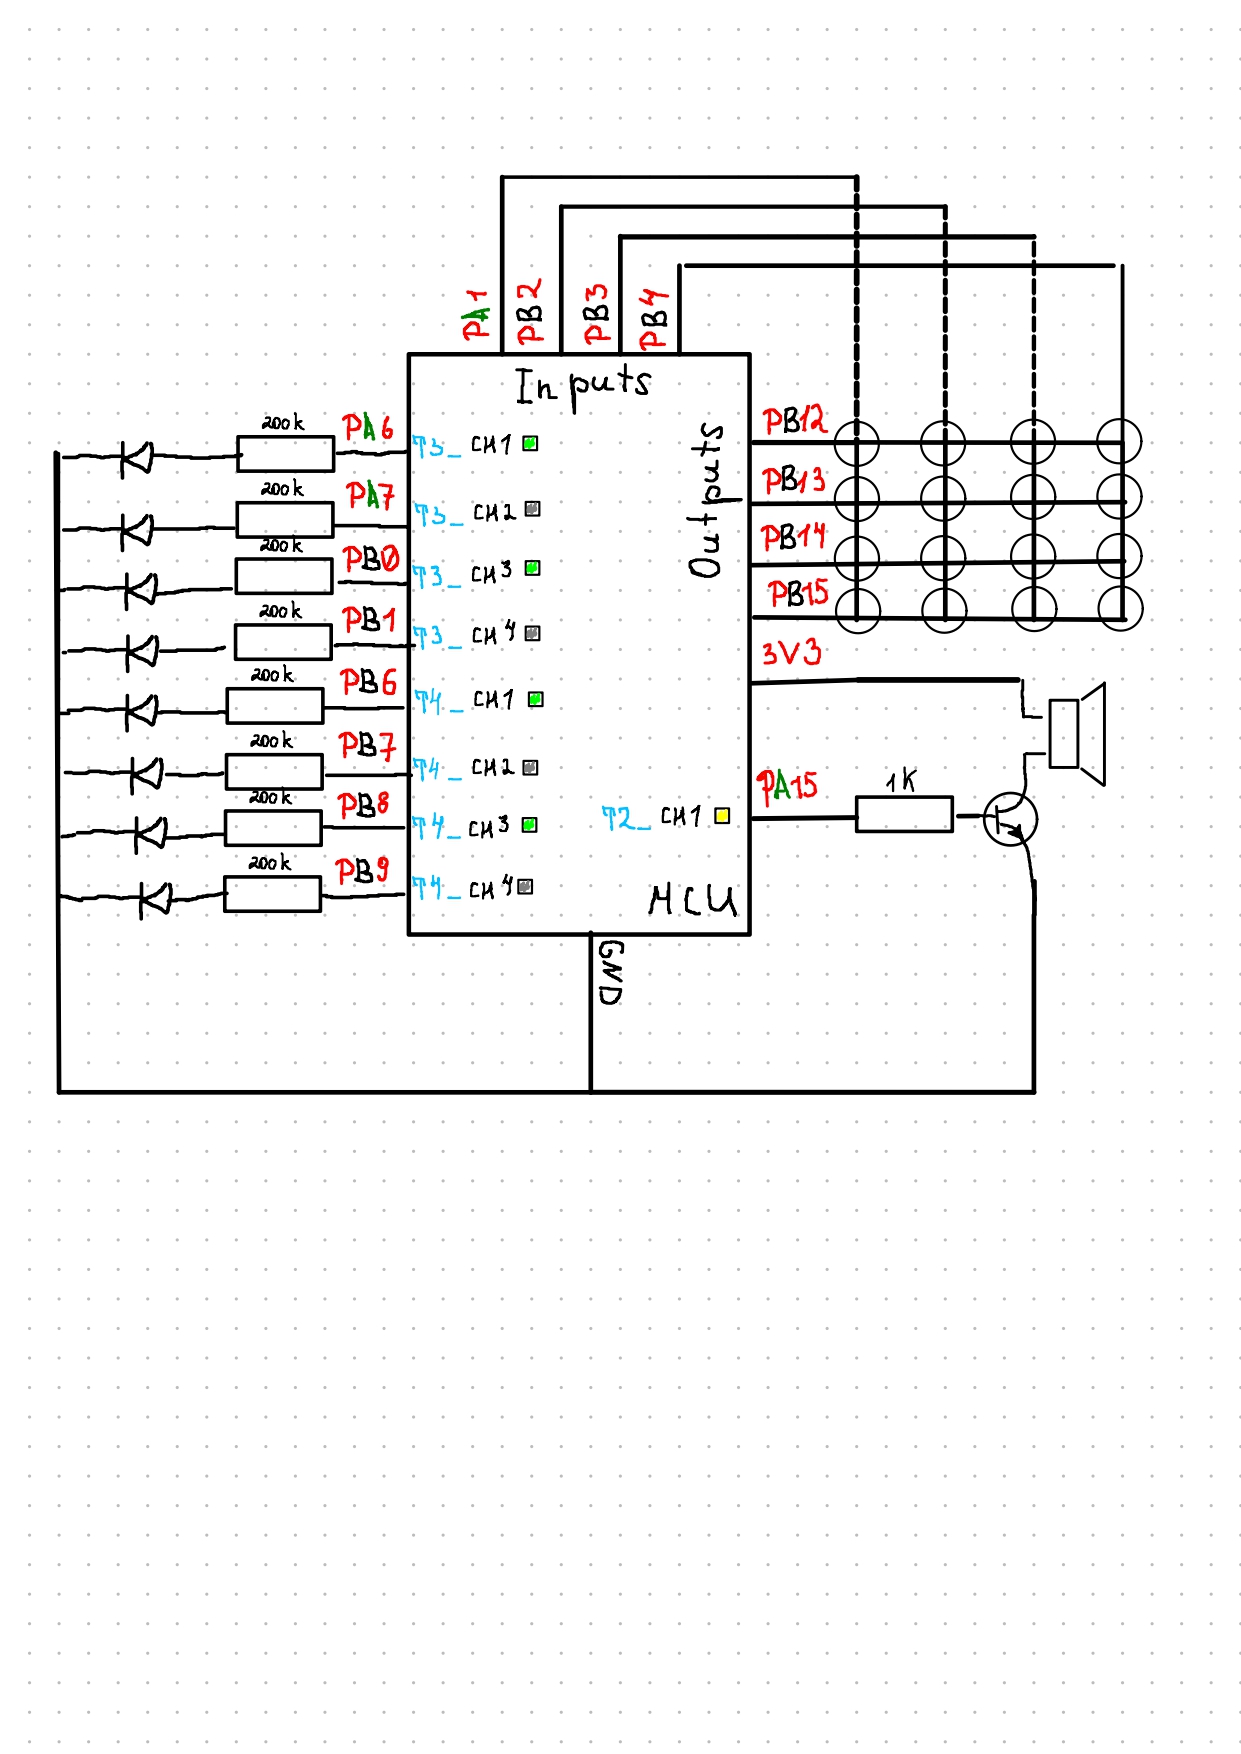 PA1
PB2
PB3
PB4
Inputs
Outputs
200k
PA6
T3_ CH1
200k
PA7
T3_ CH2
200k
PB0
T3_ CH3
200k
PB1
T3_ CH4
200k
PB6
T4_ CH1
200k
PB7
T4_ CH2
200k
PB8
T4_ CH3
200k
PB9
T4_ CH4
PB12
PB13
PB14
PB15
3V3
PA15
1K
T2_ CH1
MCU
GND